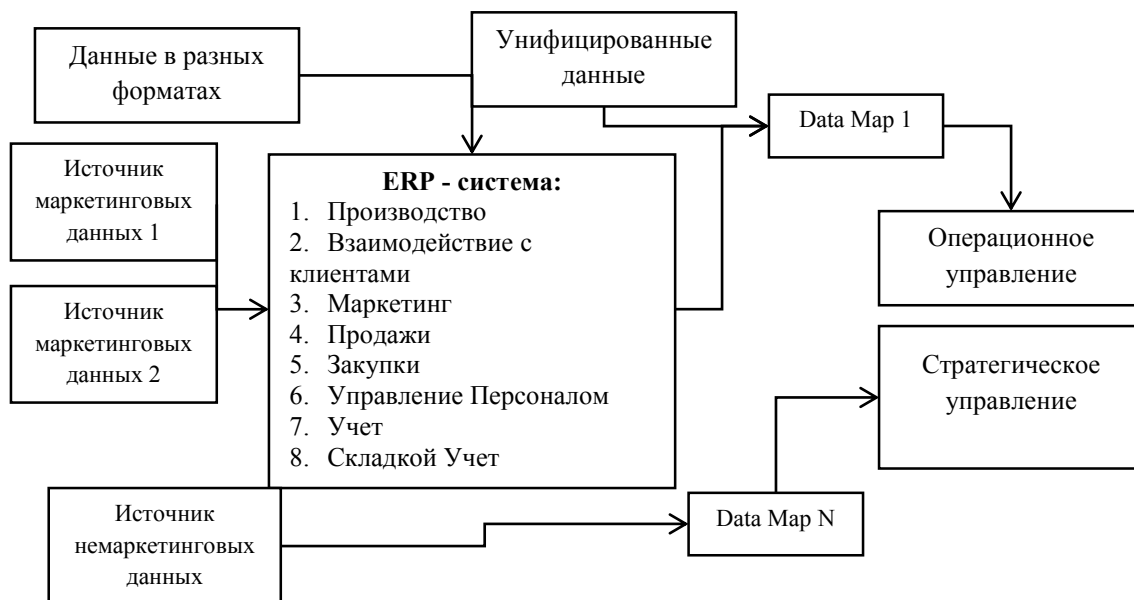 Данные в разных
форматах
Унифицированные
данные
Data Map 1
Источник
маркетинговых
данных 1
ERP - система:
1. Производство
2. Взаимодействие с
клиентами
3. Маркетинг
4. Продажи
5. Закупки
6. Управление Персоналом
7. Учет
8. Складкой Учет
Операционное
управление
Источник
маркетинговых
данных 2
Стратегическое
управление
Источник
немаркетинговых
данных
Data Map N